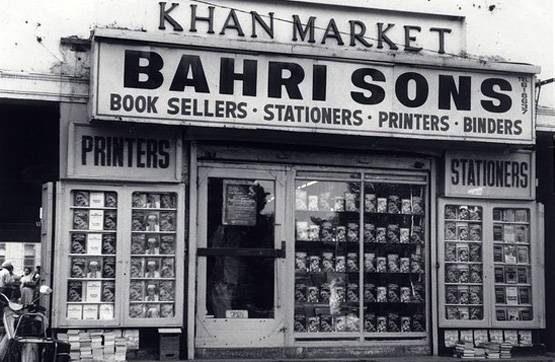 KHAN MARKET
BAHRI SONS
BOOK SELLERS · STATIONERS · PRINTERS · BINDERS
PRINTERS
STATIONERS